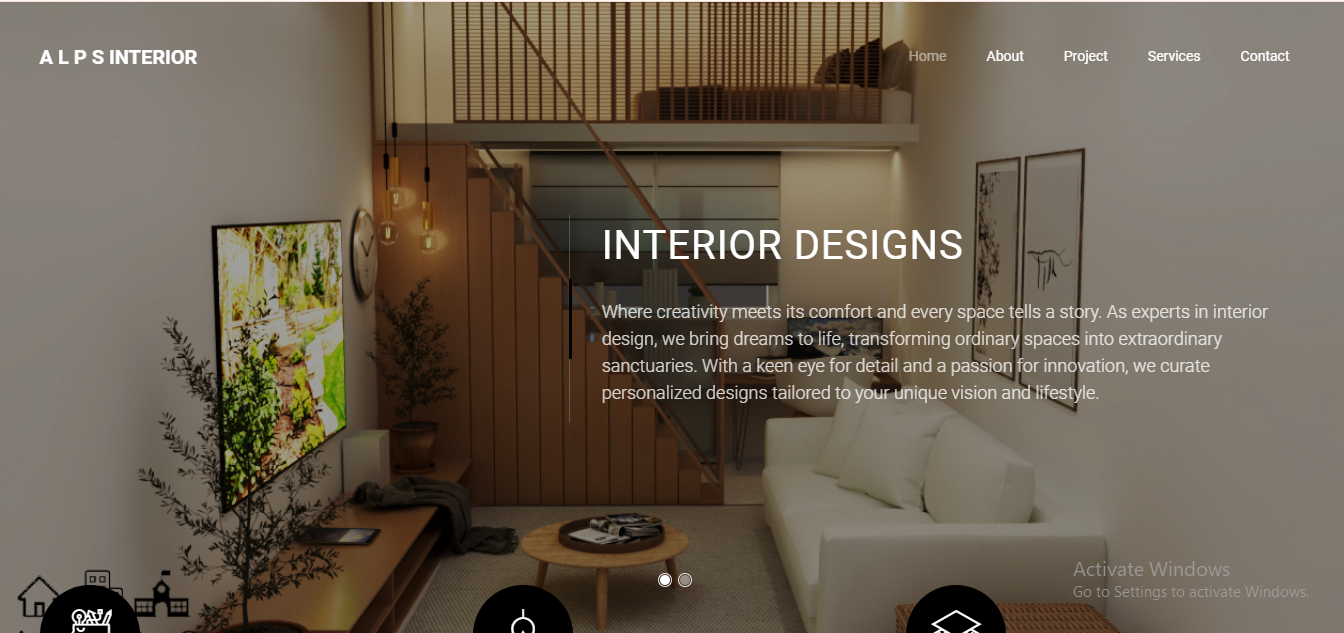 A L P S INTERIOR
Home
About
Project
Services
Contact
INTERIOR DESIGNS
Where creativity meets its comfort and every space tells a story. As experts in interior
design, we bring dreams to life, transforming ordinary spaces into extraordinary
sanctuaries. With a keen eye for detail and a passion for innovation, we curate
personalized designs tailored to your unique vision and lifestyle.
Activate Windows
Go to Settings to activate Windows.